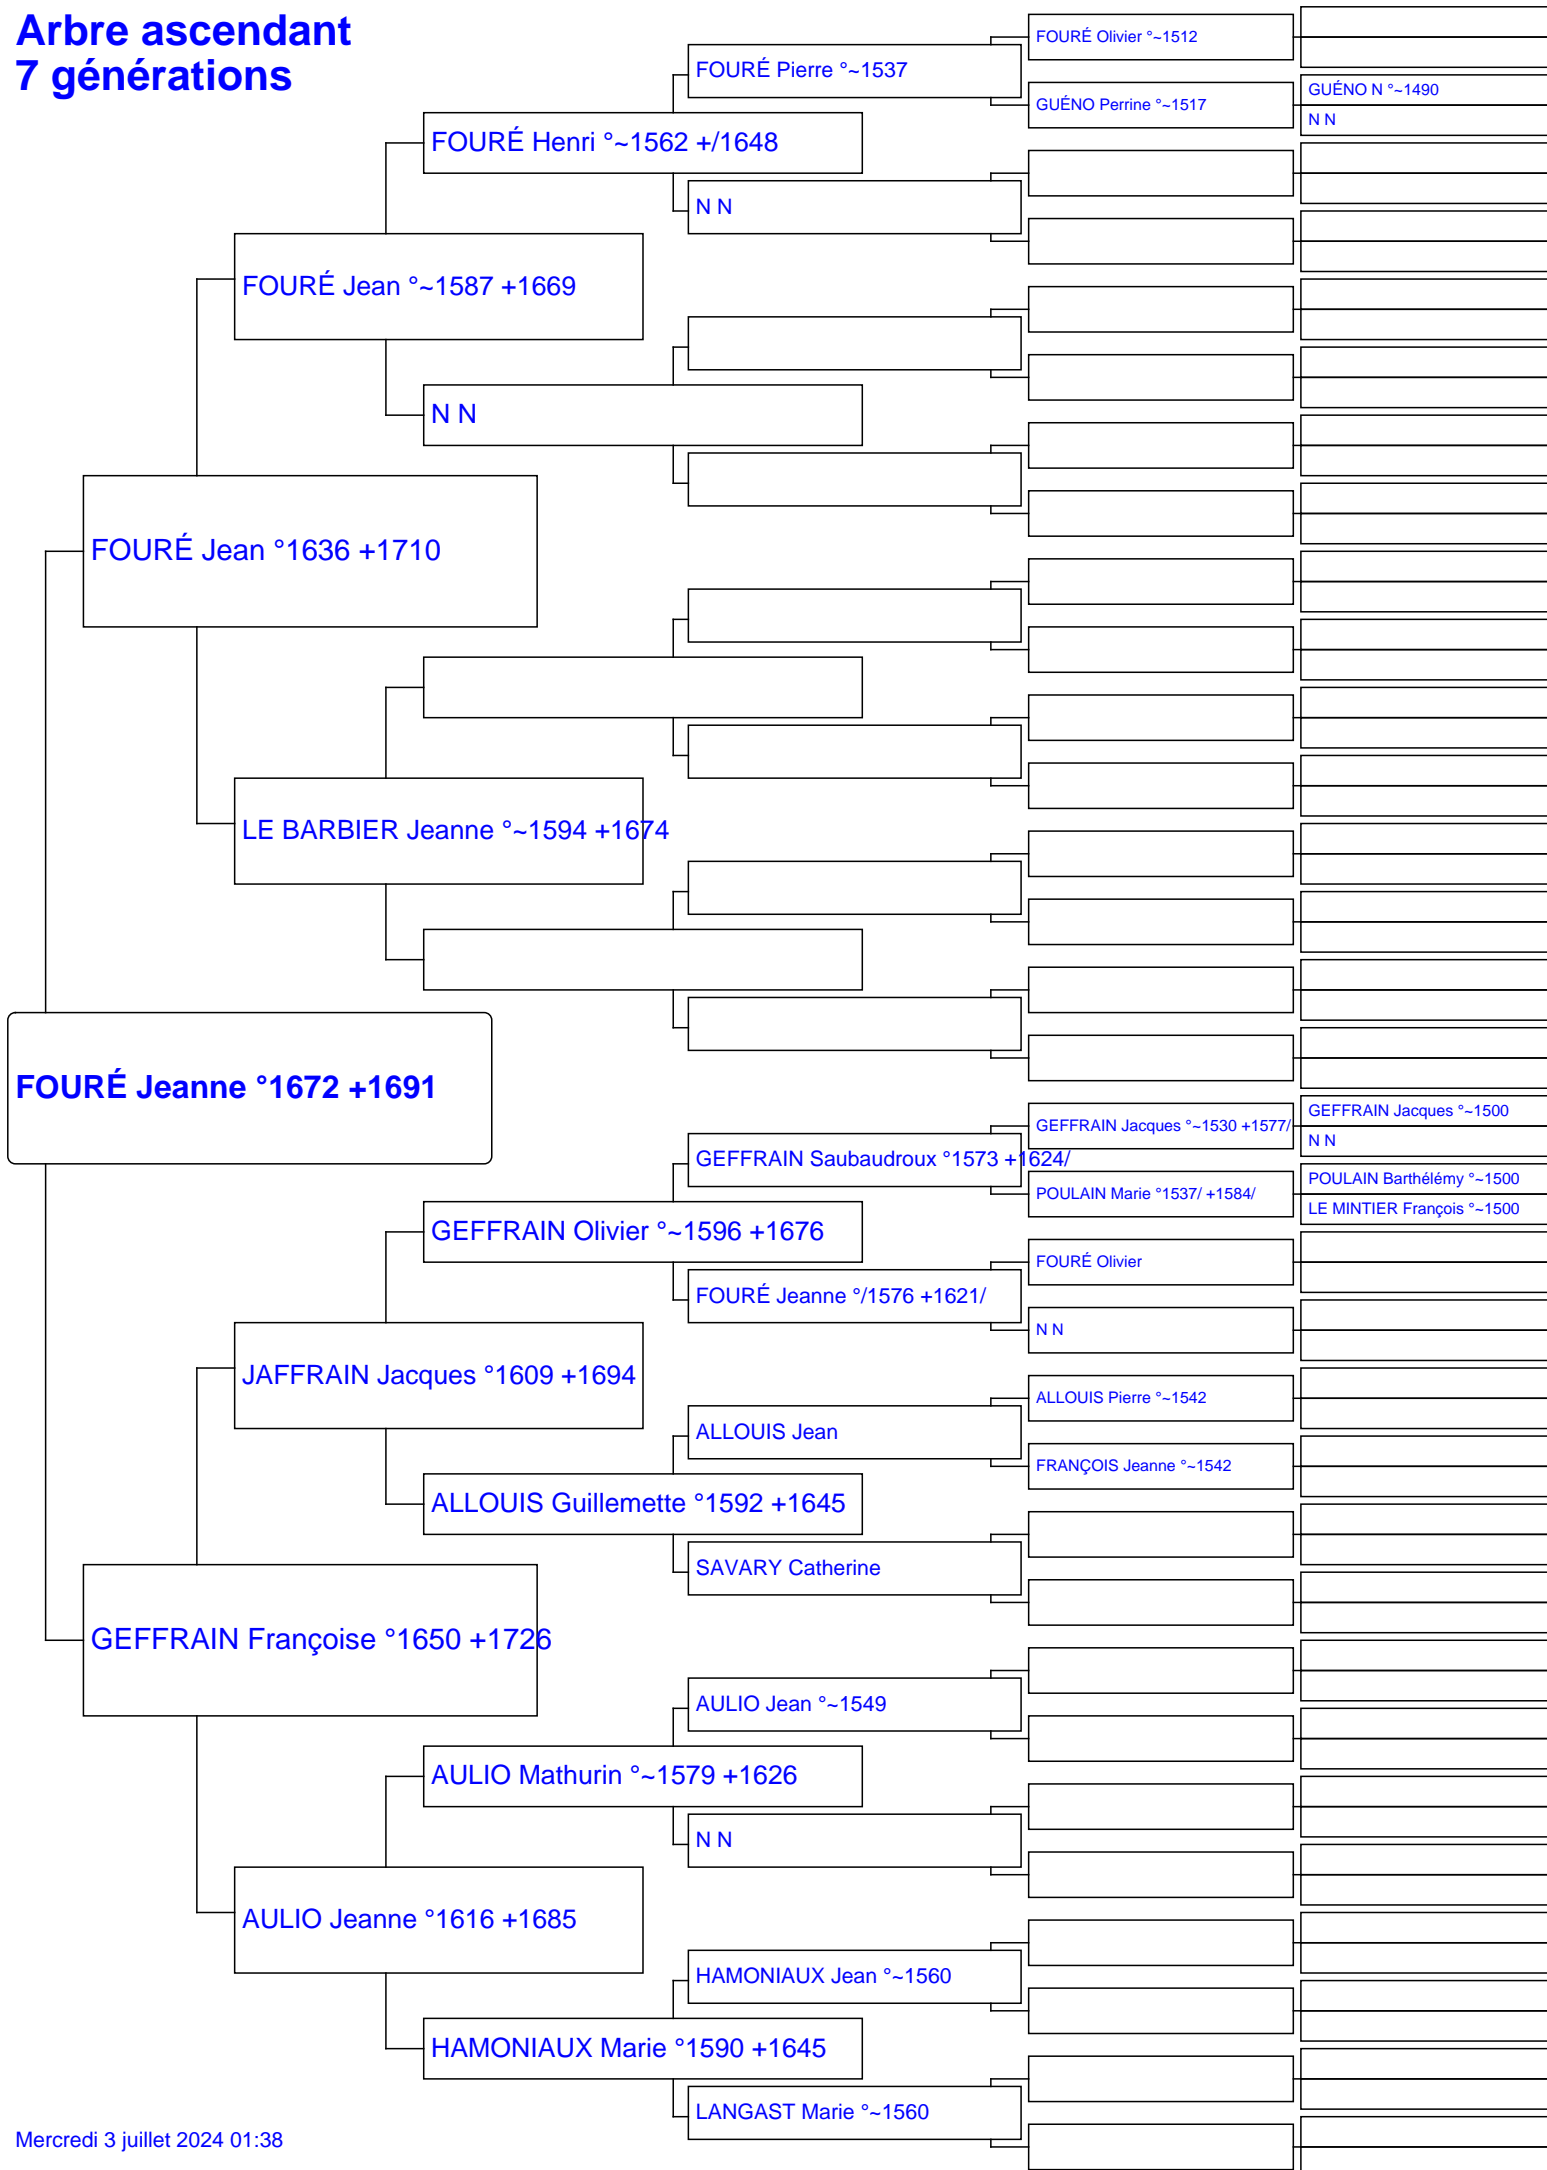 Arbre ascendant
7 générations
FOURÉ Olivier °~1512
FOURÉ Pierre °~1537
GUÉNO N °~1490
GUÉNO Perrine °~1517
N N
FOURÉ Henri °~1562 +/1648
N N
FOURÉ Jean °~1587 +1669
N N
FOURÉ Jean °1636 +1710
LE BARBIER Jeanne °~1594 +1674
FOURÉ Jeanne °1672 +1691
GEFFRAIN Jacques °~1500
GEFFRAIN Jacques °~1530 +1577/
N N
GEFFRAIN Saubaudroux °1573 +1624/
POULAIN Barthélémy °~1500
POULAIN Marie °1537/ +1584/
LE MINTIER François °~1500
GEFFRAIN Olivier °~1596 +1676
FOURÉ Olivier
FOURÉ Jeanne °/1576 +1621/
N N
JAFFRAIN Jacques °1609 +1694
ALLOUIS Pierre °~1542
ALLOUIS Jean
FRANÇOIS Jeanne °~1542
ALLOUIS Guillemette °1592 +1645
SAVARY Catherine
GEFFRAIN Françoise °1650 +1726
AULIO Jean °~1549
AULIO Mathurin °~1579 +1626
N N
AULIO Jeanne °1616 +1685
HAMONIAUX Jean °~1560
HAMONIAUX Marie °1590 +1645
LANGAST Marie °~1560
Mercredi 3 juillet 2024 01:38